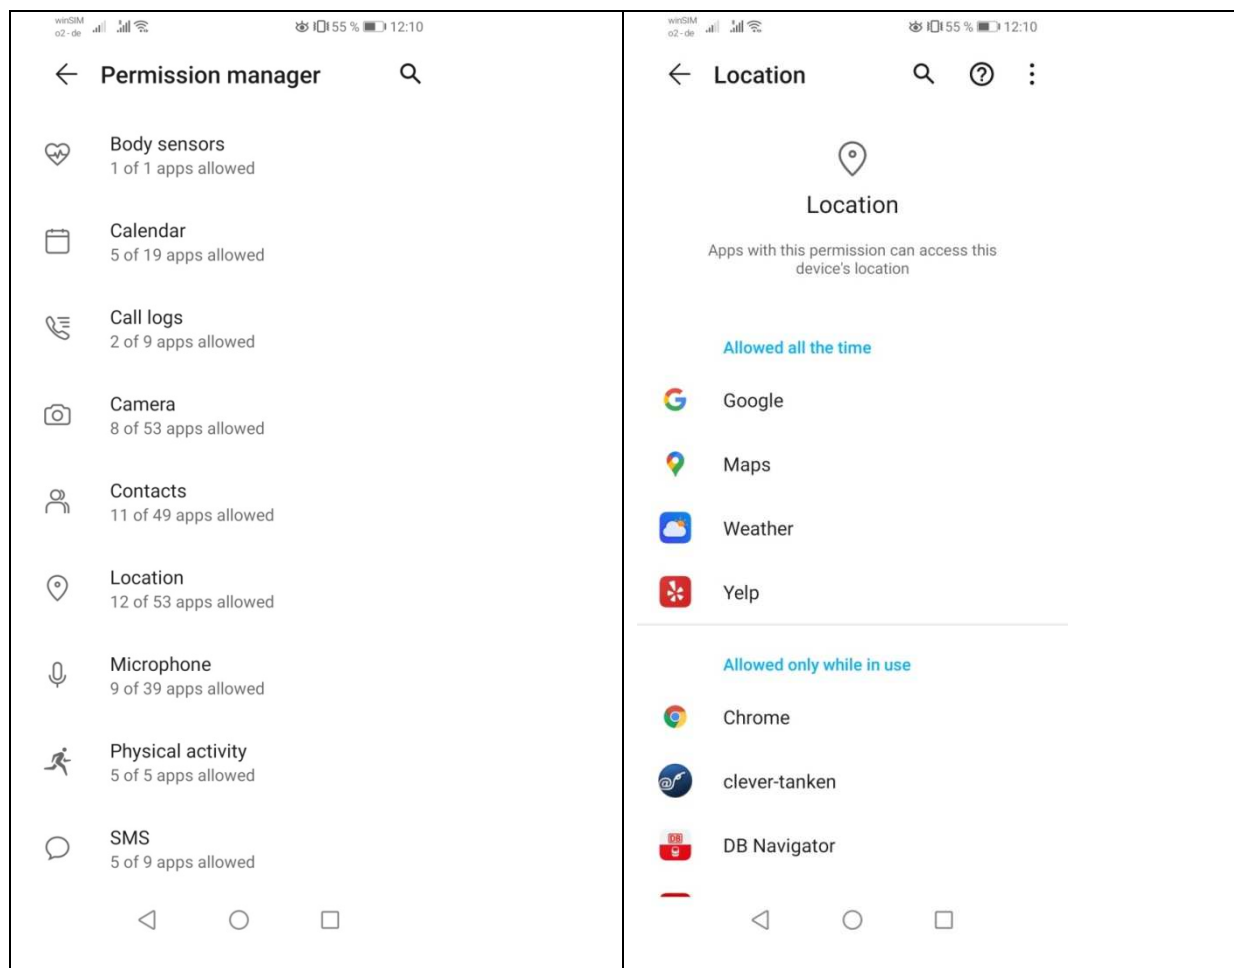 winSIM
o2-de
55 % 12:10
Permission manager
Body sensors
1 of 1 apps allowed
Calendar
5 of 19 apps allowed
Call logs
2 of 9 apps allowed
Camera
8 of 53 apps allowed
Contacts
11 of 49 apps allowed
Location
12 of 53 apps allowed
Microphone
9 of 39 apps allowed
Physical activity
5 of 5 apps allowed
SMS
5 of 9 apps allowed
winSIM
o2-de
55 % 12:10
Location
Location
Apps with this permission can access this
device's location
Allowed all the time
Google
Maps
Weather
Yelp
Allowed only while in use
Chrome
clever-tanken
DB
DB Navigator